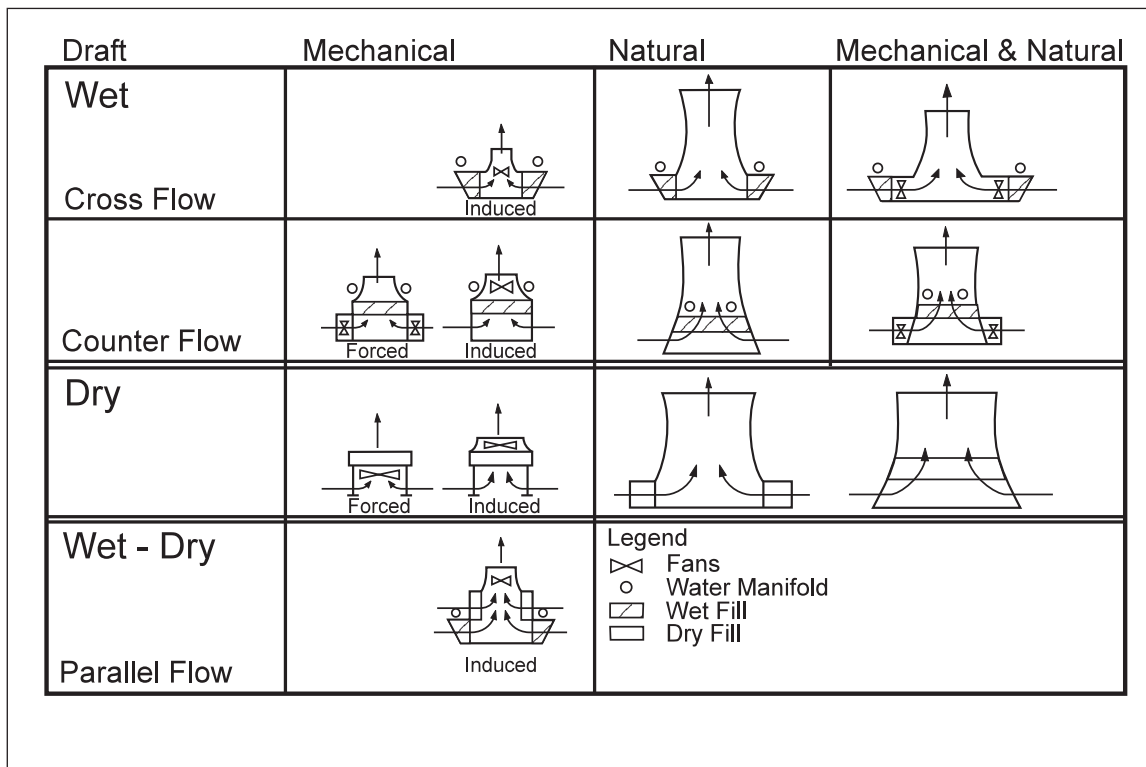 Draft Mechanical Natural Mechanical & Natural
Wet
Cross Flow
Induced
Counter Flow
Forced Induced
Dry
Forced Induced
Wet - Dry
Parallel Flow
Induced
Legend
Fans
Water Manifold
Wet Fill
Dry Fill